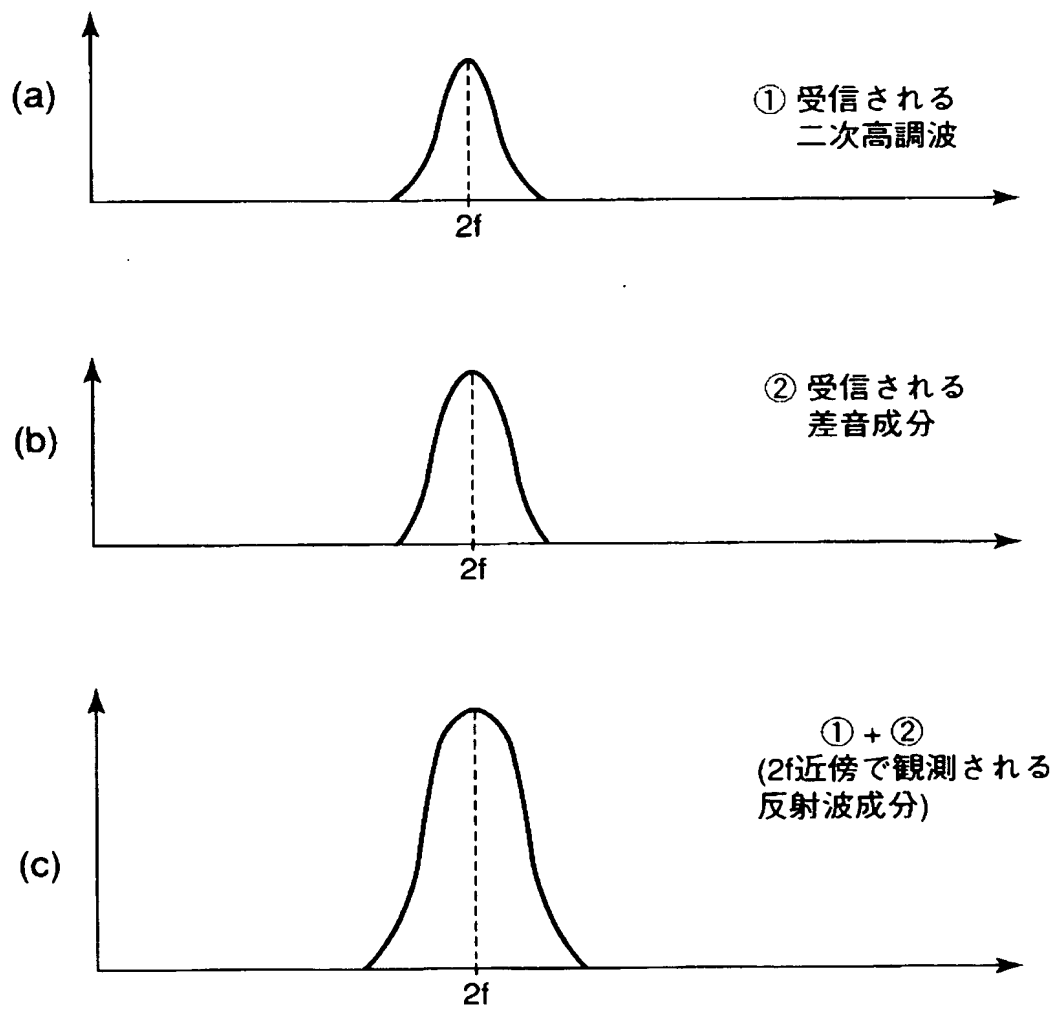 (a)
① 受信される
二次高調波
2f
(b)
② 受信される
差音成分
2f
(c)
① + ②
(2f近傍で観測される
反射波成分)
2f